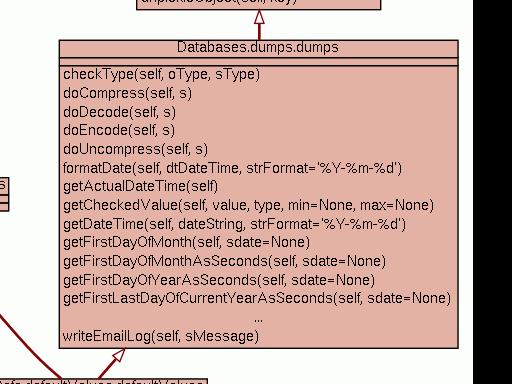 unpickleObject(self, key)
Databases.dumps.dumps
checkType(self, oType, sType)
doCompress(self, s)
doDecode(self, s)
doEncode(self, s)
doUncompress(self, s)
formatDate(self, dtDateTime, strFormat='%Y-%m-%d')
getActualDateTime(self)
getCheckedValue(self, value, type, min=None, max=None)
getDateTime(self, dateString, strFormat='%Y-%m-%d')
getFirstDayOfMonth(self, sdate=None)
getFirstDayOfMonthAsSeconds(self, sdate=None)
getFirstDayOfYearAsSeconds(self, sdate=None)
getFirstLastDayOfCurrentYearAsSeconds(self, sdate=None)
...
writeEmailLog(self, sMessage)